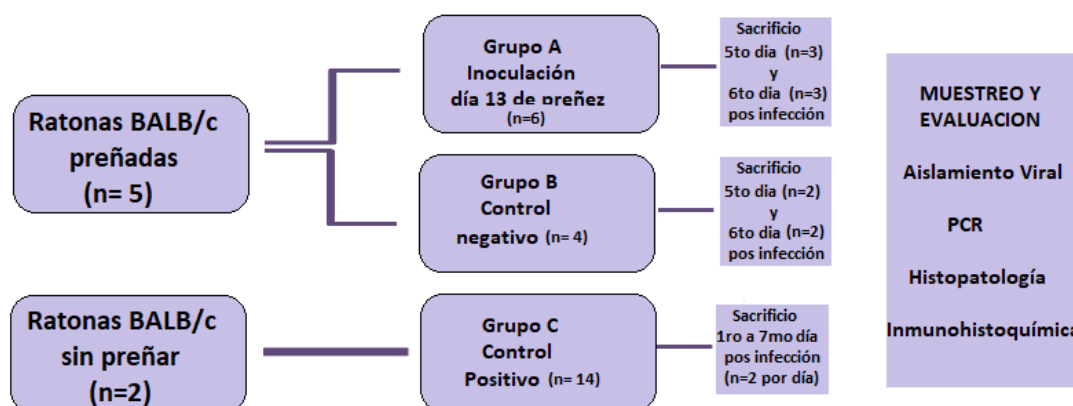 Ratonas BALB/c
preñadas
(n= 5)
Grupo A
Inoculación
día 13 de preñez
(n=6)
Sacrificio
5to dia (n=3)
y
6to dia (n=3)
pos infección
Grupo B
Control
negativo (n= 4)
Sacrificio
5to dia (n=2)
y
6to dia (n=2)
pos infección
Ratonas BALB/c
sin preñar
(n=2)
Grupo C
Control
Positivo (n= 14)
Sacrificio
1ro a 7mo día
pos infección
(n=2 por día)
MUESTREO Y
EVALUACION
Aislamiento Viral
PCR
Histopatología
Inmunohistoquímica